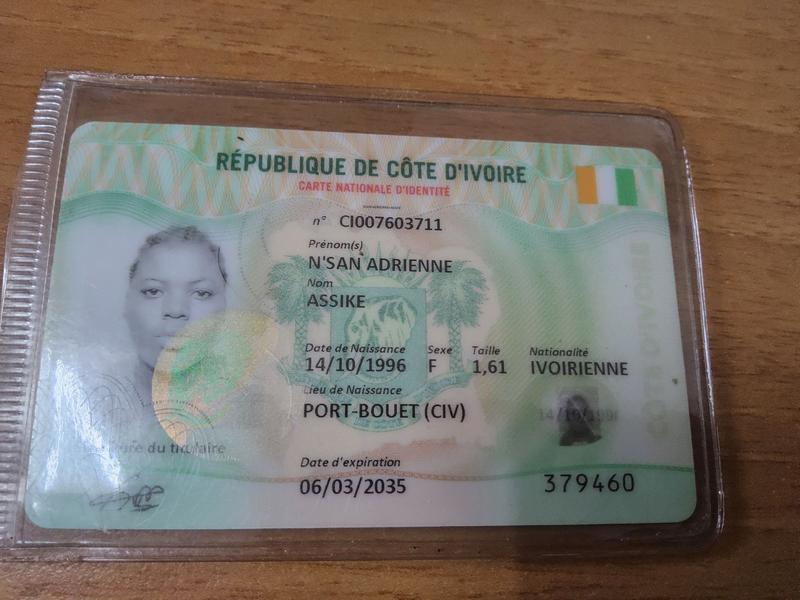 RÉPUBLIQUE DE CÔTE D'IVOIRE
CARTE NATIONALE D'IDENTITÉ
n° CI007603711
Prénom(s)
N'SAN ADRIENNE
Nom
ASSIKE
Date de Naissance Sexe Taille Nationalité
14/10/1996 F 1,61 IVOIRIENNE
Lieu de Naissance
PORT-BOUET (CIV)
du titulaire
Date d'expiration
06/03/2035
379460
CÔTE D'IVOIRE